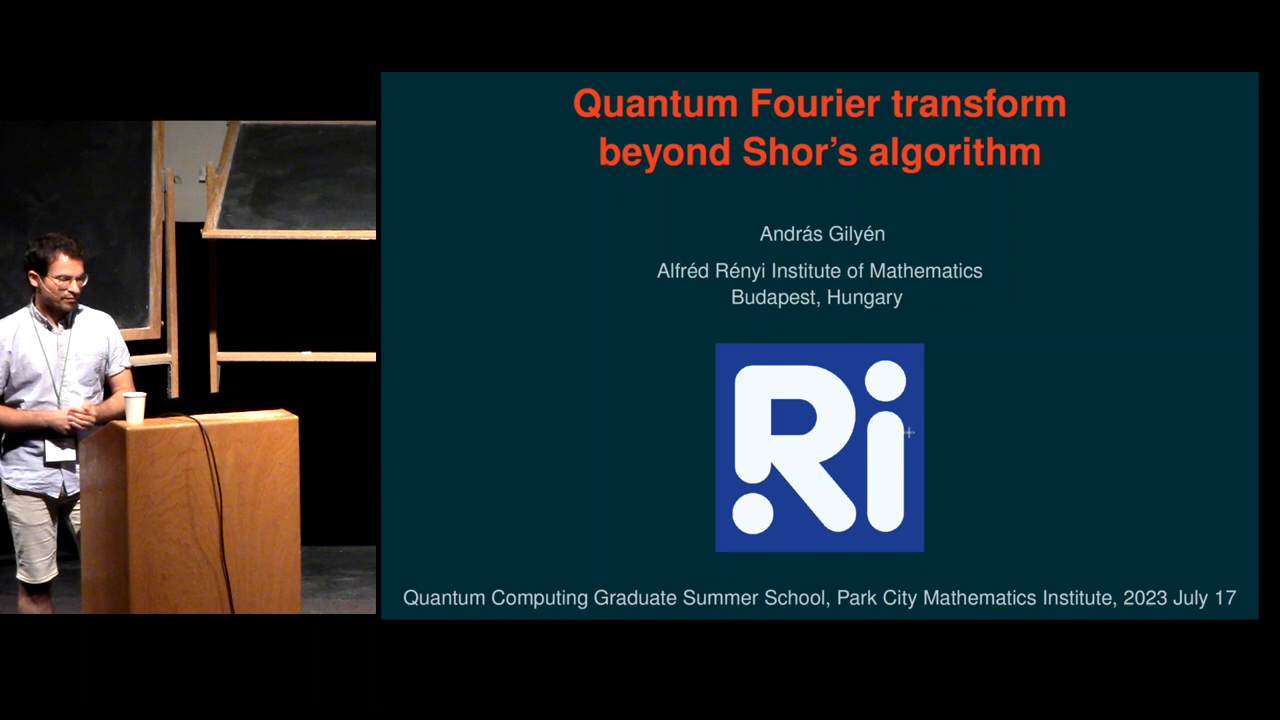 Quantum Fourier transform
beyond Shor's algorithm
András Gilyén
Alfréd Rényi Institute of Mathematics
Budapest, Hungary
Ri
Quantum Computing Graduate Summer School, Park City Mathematics Institute, 2023 July 17